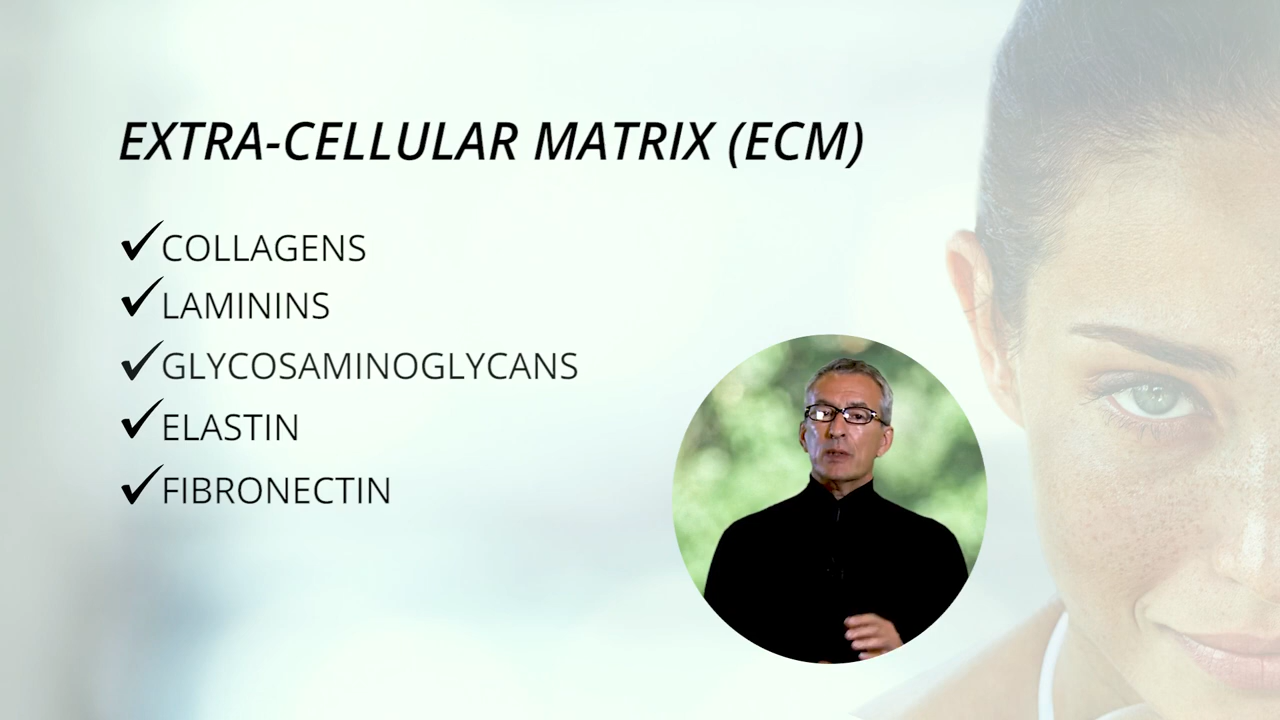 EXTRA-CELLULAR MATRIX (ECM)
✓COLLAGENS
✓LAMININS
✓GLYCOSAMINOGLYCANS
✓ELASTIN
✓FIBRONECTIN